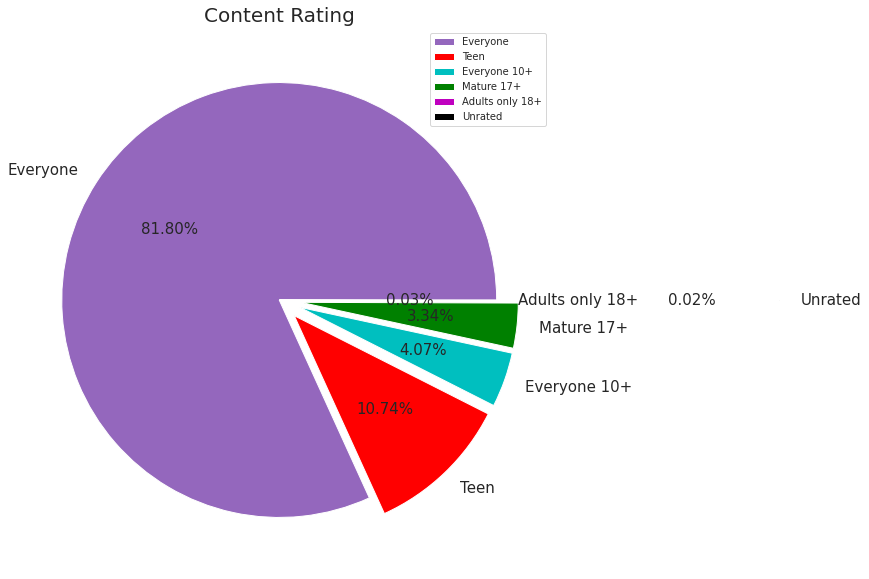 Content Rating
Everyone
Teen
Everyone 10+
Mature 17+
Adults only 18+
Unrated
Everyone
81.80%
0.03%
Adults only 18+
0.02%
Unrated
3.34%
Mature 17+
4.07%
Everyone 10+
10.74%
Teen